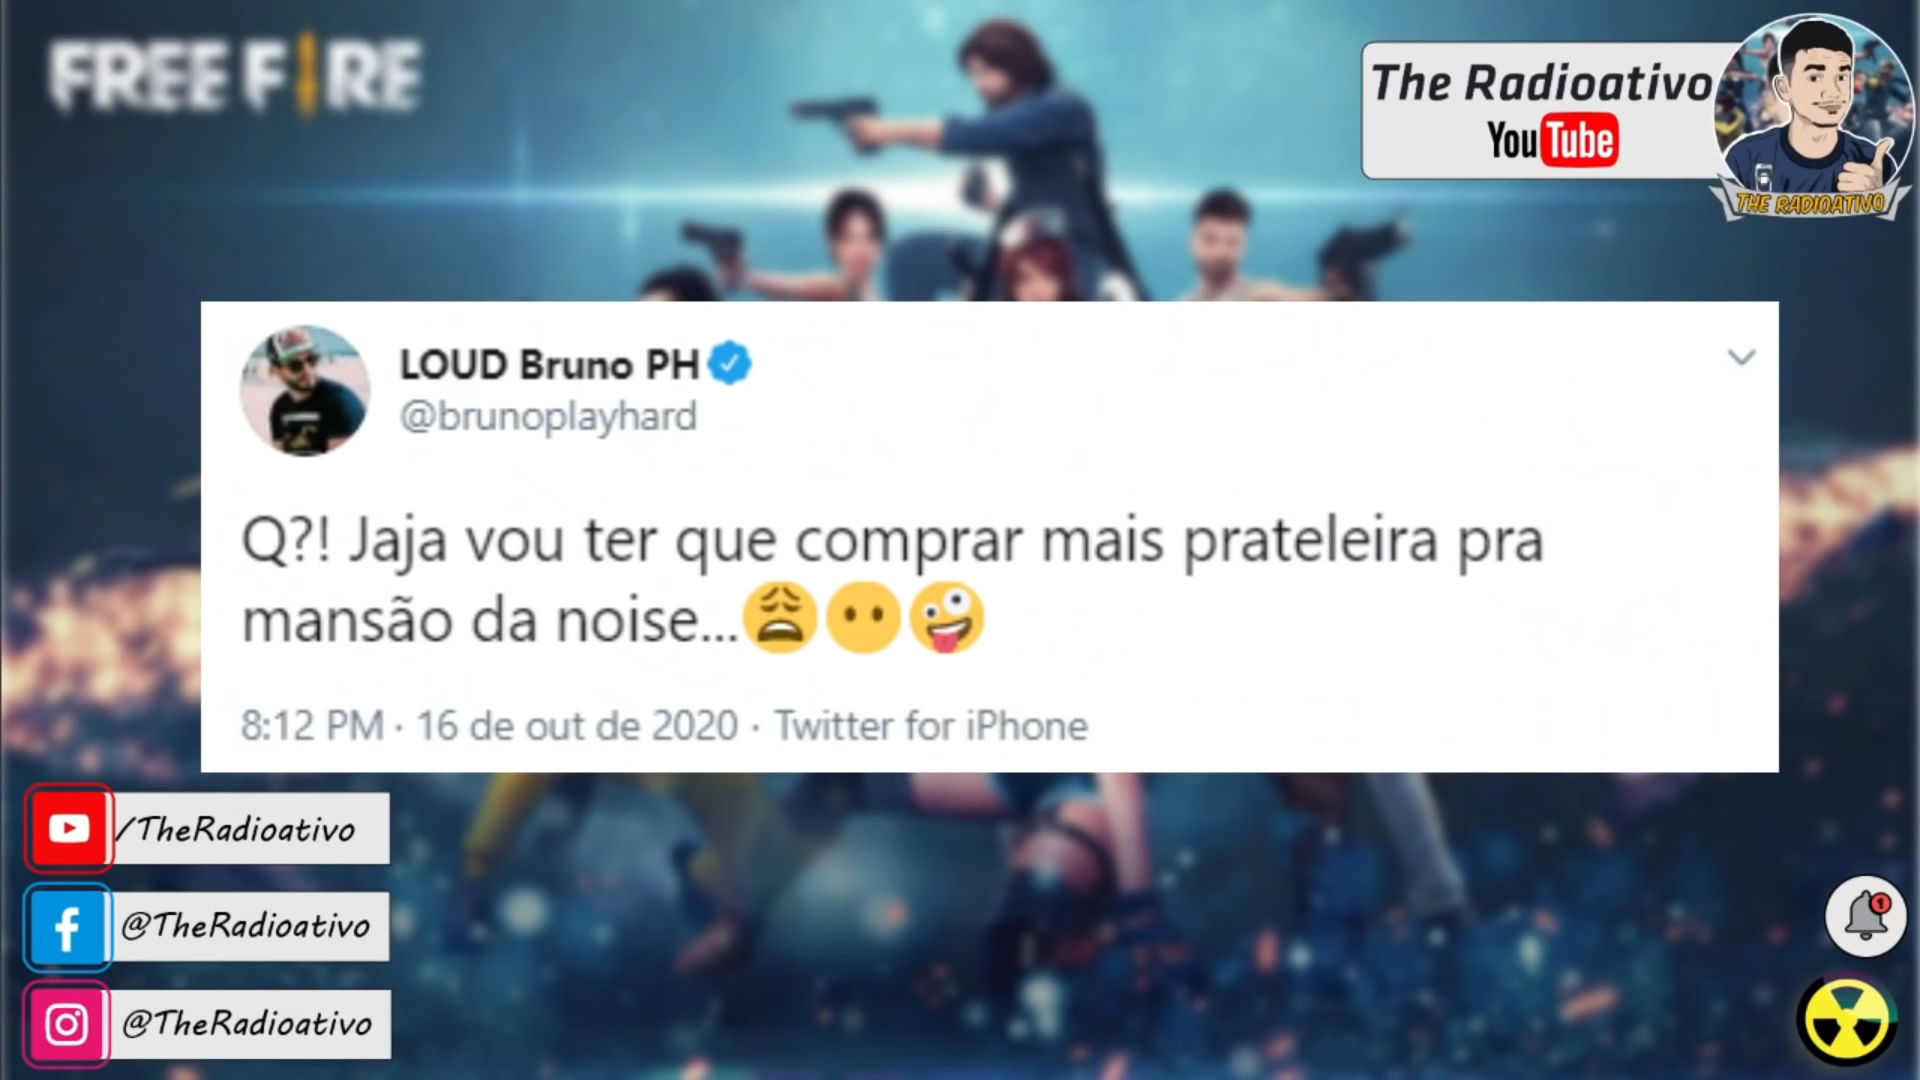 FREE FIRE
The Radioativo
YouTube
THE RADIOATIVO
LOUD Bruno PH
@brunoplayhard
Q?! Jaja vou ter que comprar mais prateleira pra
mansão da noise...😩😶🤪
8:12 PM · 16 de out de 2020 · Twitter for iPhone
/TheRadioativo
@TheRadioativo
1
@TheRadioativo